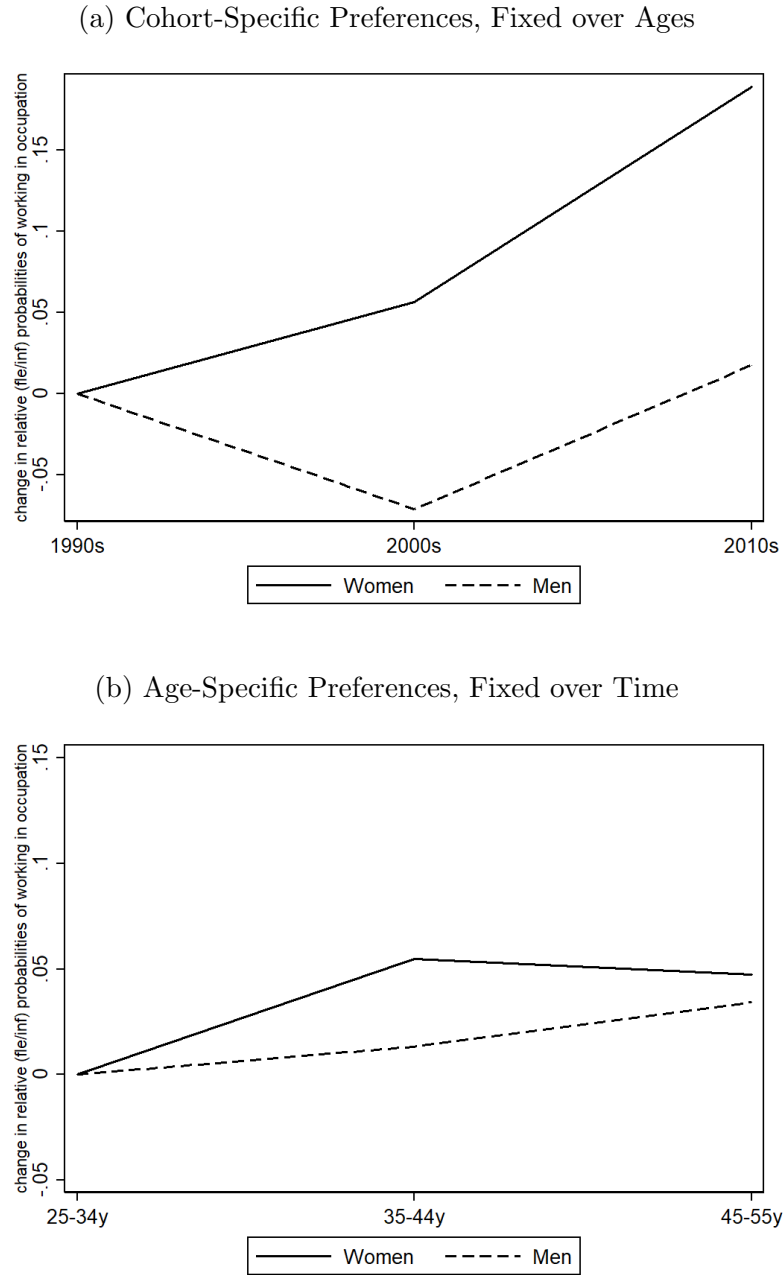 (a) Cohort-Specific Preferences, Fixed over Ages
change in relative (fle/inf) probabilities of working in occupation
.15
.1
.05
0
-.05
1990s 2000s 2010s
Women Men
(b) Age-Specific Preferences, Fixed over Time
change in relative (fle/inf) probabilities of working in occupation
.15
.1
.05
0
-.05
25-34y 35-44y 45-55y
Women Men